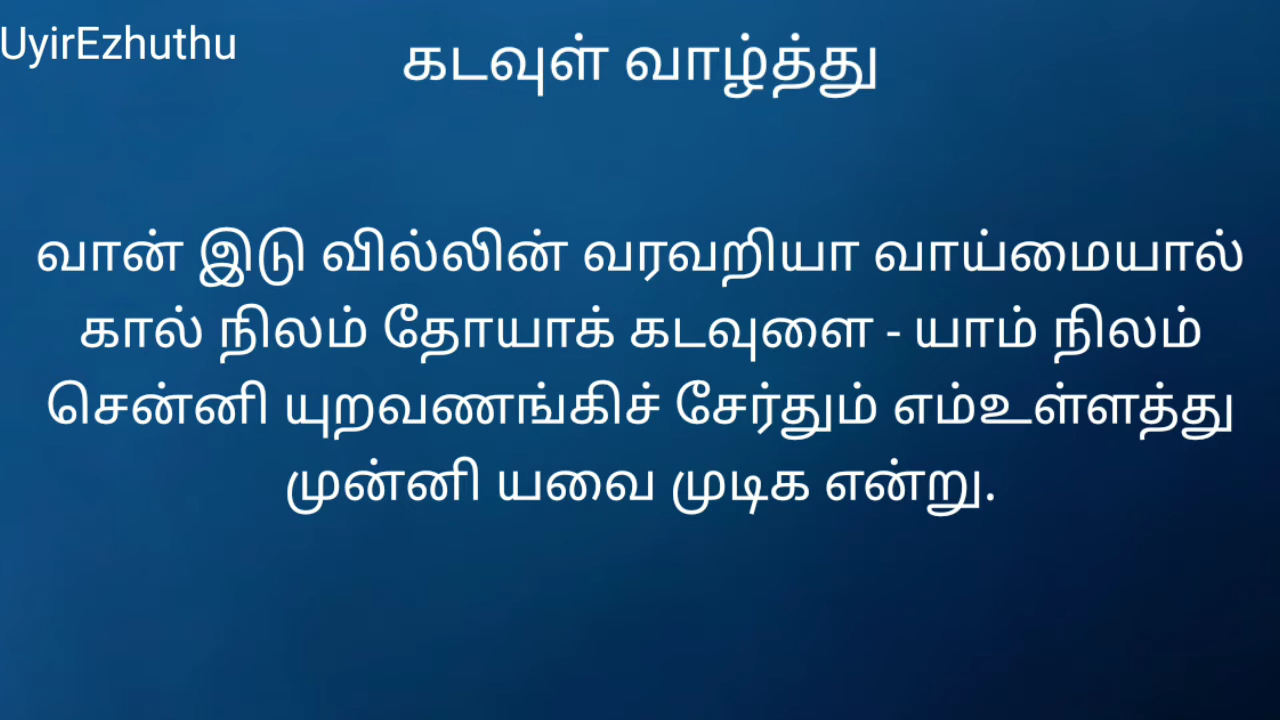 UyirEzhuthu
கடவுள் வாழ்த்து
வான் இடு வில்லின் வரவறியா வாய்மையால்
கால் நிலம் தோயாக் கடவுளை - யாம் நிலம்
சென்னி யுறவணங்கிச் சேர்தும் எம்உள்ளத்து
முன்னி யவை முடிக என்று.